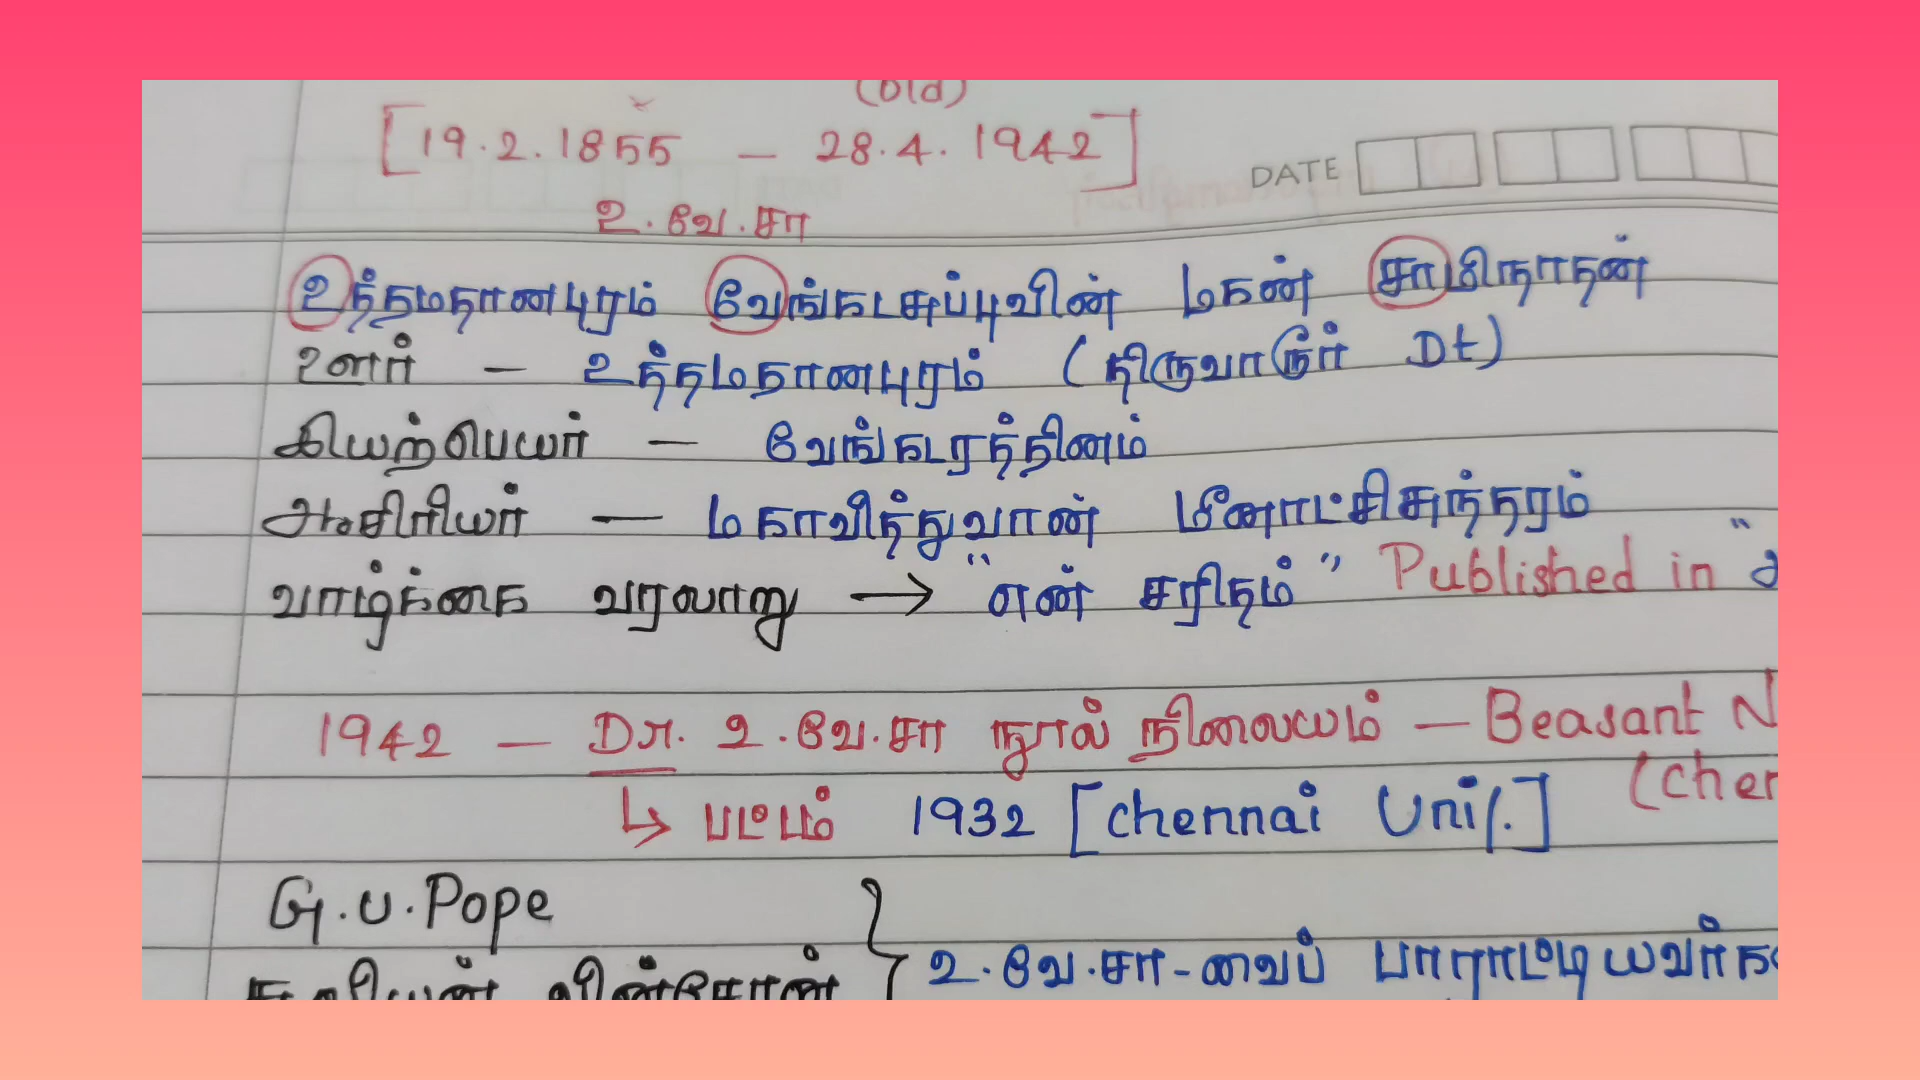 (Old)
[19.2.1855 – 28.4.1942]
DATE
உ.வே.சா
உத்தமதானபுரம் வேங்கடசுப்புவின் மகன் சாமிநாதன்
ஊர் – உத்தமதானபுரம் (திருவாரூர் Dt)
இயற்பெயர் – வேங்கடரத்தினம்
ஆசிரியர் – மகாவித்துவான் மீனாட்சிசுந்தரம்
வாழ்க்கை வரலாறு → "என் சரிதம்" Published in "
1942 – Dr. உ.வே.சா நூல் நிலையம் – Beasant N
(Cher
↳ பட்டம் 1932 [Chennai Uni/.]
G.U.Pope
உ.வே.சா-வைப் பாராட்டியவர்க